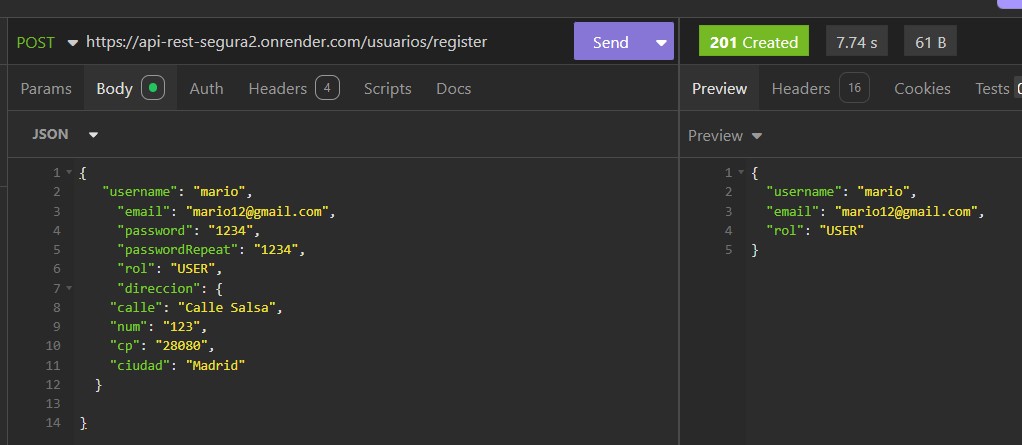 POST https://api-rest-segura2.onrender.com/usuarios/register Send 201 Created 7.74 s 61 B
Params Body Auth Headers 4 Scripts Docs Preview Headers 16 Cookies Tests
JSON
Preview
1 {
2 "username": "mario",
3 "email": "mario12@gmail.com",
4 "password": "1234",
5 "passwordRepeat": "1234",
6 "rol": "USER",
7 "direccion": {
8 "calle": "Calle Salsa",
9 "num": "123",
10 "cp": "28080",
11 "ciudad": "Madrid"
12 }
13
14 }
1 {
2 "username": "mario",
3 "email": "mario12@gmail.com",
4 "rol": "USER"
5 }